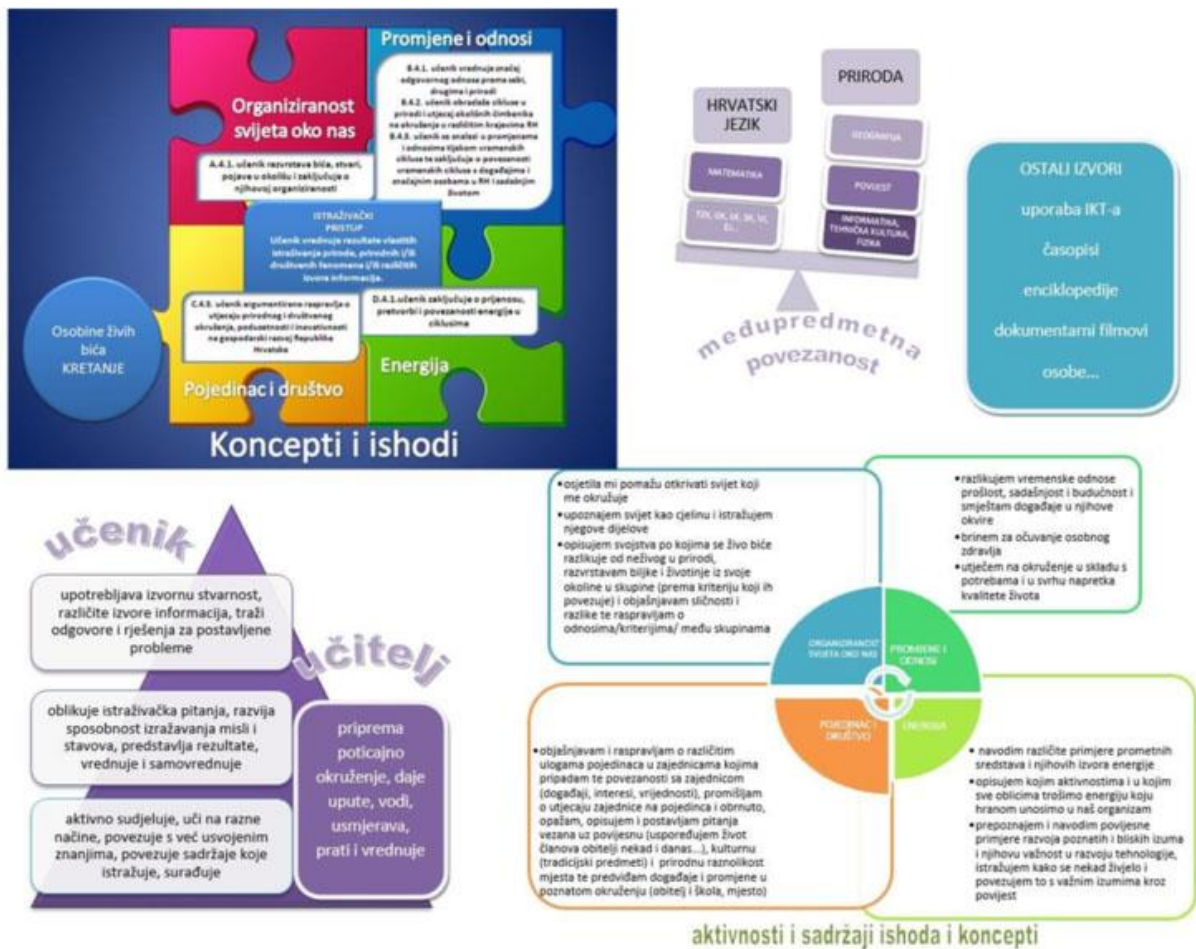 Promjene i odnosi
B.4.1. učenik vrednuje značaj
odgovornog odnosa prema sebi,
drugima i prirodi
B.4.2. učenik obrazlaže cikluse u
prirodi i utjecaj okolišnih čimbenika
na okruženje u različitim krajevima RH
B.4.3. učenik se snalazi u promjenama
i odnosima tijekom vremenskih
ciklusa te zaključuje o povezanosti
vremenskih ciklusa s događajima i
značajnim osobama u RH i sadašnjim
životom
Organiziranost
svijeta oko nas
A.4.1. učenik razvrstava bića, stvari,
pojave u okolišu i zaključuje o
njihovoj organiziranosti
ISTRAŽIVAČKI
PRISTUP
Učenik vrednuje rezultate vlastitih
istraživanja prirode, prirodnih i/ili
društvenih fenomena i/ili različitih
izvora informacija.
C.4.3. učenik argumentirano raspravlja o
utjecaju prirodnog i društvenog
okruženja, poduzetnosti i inovativnosti
na gospodarski razvoj Republike
Hrvatske
D.4.1.učenik zaključuje o prijenosu,
pretvorbi i povezanosti energije u
ciklusima
Osobine živih
bića
KRETANJE
Pojedinac i društvo
Energija
Koncepti i ishodi
HRVATSKI
JEZIK
MATEMATIKA
PRIRODA
GEOGRAFIJA
POVIJEST
INFORMATIKA,
TEHNIČKA KULTURA,
FIZIKA
međupredmetna
povezanost
OSTALI IZVORI
uporaba IKT-a
časopisi
enciklopedije
dokumentarni filmovi
osobe...
učenik
upotrebljava izvornu stvarnost,
različite izvore informacija, traži
odgovore i rješenja za postavljene
probleme
oblikuje istraživačka pitanja, razvija
sposobnost izražavanja misli i
stavova, predstavlja rezultate,
vrednuje i samovrednuje
aktivno sudjeluje, uči na razne
načine, povezuje s već usvojenim
znanjima, povezuje sadržaje koje
istražuje, surađuje
učitelj
priprema
poticajno
okruženje, daje
upute, vodi,
usmjerava,
prati i vrednuje
•osjetila mi pomažu otkrivati svijet koji
me okružuje
•upoznajem svijet kao cjelinu i istražujem
njegove dijelove
•opisujem svojstva po kojima se živo biće
razlikuje od neživog u prirodi,
razvrstavam biljke i životinje iz svoje
okoline u skupine (prema kriteriju koji ih
povezuje) i objašnjavam sličnosti i
razlike te raspravljam o
odnosima/kriterijima/ među skupinama
•razlikujem vremenske odnose
prošlost, sadašnjost i budućnost i
smještam događaje u njihove
okvire
•brinem za očuvanje osobnog
zdravlja
•utječem na okruženje u skladu s
potrebama i u svrhu napretka
kvalitete života
ORGANIZIRANOST
SVIJETA OKO NAS
PROMJENE I
ODNOSI
POJEDINAC I
DRUŠTVO
ENERGIJA
•objašnjavam i raspravljam o različitim
ulogama pojedinaca u zajednicama kojima
pripadam te povezanosti sa zajednicom
(događaji, interesi, vrijednosti), promišljam
o utjecaju zajednice na pojedinca i obrnuto,
opažam, opisujem i postavljam pitanja
vezana uz povijesnu (uspoređujem život
članova obitelji nekad i danas...), kulturnu
(tradicijski predmeti) i prirodnu raznolikost
mjesta te predviđam događaje i promjene u
poznatom okruženju (obitelj i škola, mjesto)
• navodim različite primjere prometnih
sredstava i njihovih izvora energije
•opisujem kojim aktivnostima i u kojim
sve oblicima trošimo energiju koju
hranom unosimo u naš organizam
•prepoznajem i navodim povijesne
primjere razvoja poznatih i bliskih izuma
i njihovu važnost u razvoju tehnologije,
istražujem kako se nekad živjelo i
povezujem to s važnim izumima kroz
povijest
aktivnosti i sadržaji ishoda i koncepti